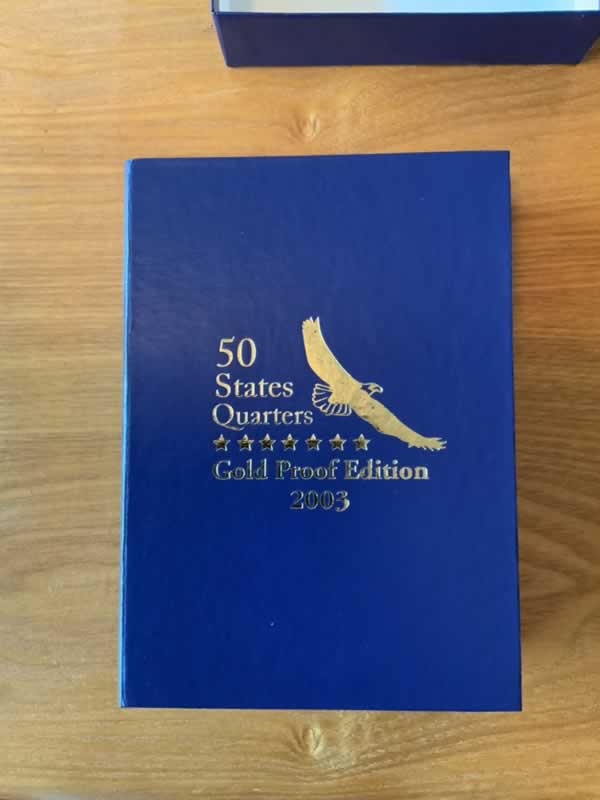 50
States
Quarters
Gold Proof Edition
2003